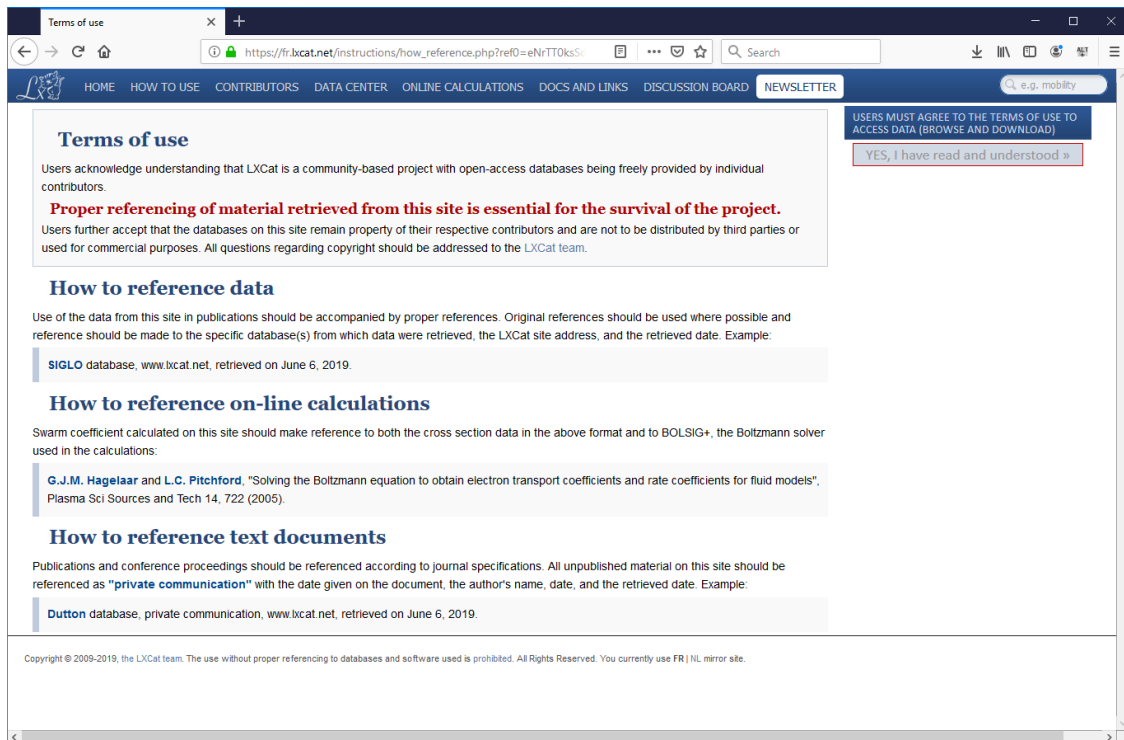 Terms of use
https://fr.lxcat.net/instructions/how_reference.php?ref0=eNrTT0ksSc
Search
LXCat
HOME HOW TO USE CONTRIBUTORS DATA CENTER ONLINE CALCULATIONS DOCS AND LINKS DISCUSSION BOARD NEWSLETTER
e.g. mobility
Terms of use
Users acknowledge understanding that LXCat is a community-based project with open-access databases being freely provided by individual
contributors.
Proper referencing of material retrieved from this site is essential for the survival of the project.
Users further accept that the databases on this site remain property of their respective contributors and are not to be distributed by third parties or
used for commercial purposes. All questions regarding copyright should be addressed to the LXCat team.
USERS MUST AGREE TO THE TERMS OF USE TO
ACCESS DATA (BROWSE AND DOWNLOAD)
YES, I have read and understood »
How to reference data
Use of the data from this site in publications should be accompanied by proper references. Original references should be used where possible and
reference should be made to the specific database(s) from which data were retrieved, the LXCat site address, and the retrieved date. Example:
SIGLO database, www.lxcat.net, retrieved on June 6, 2019.
How to reference on-line calculations
Swarm coefficient calculated on this site should make reference to both the cross section data in the above format and to BOLSIG+, the Boltzmann solver
used in the calculations:
G.J.M. Hagelaar and L.C. Pitchford, "Solving the Boltzmann equation to obtain electron transport coefficients and rate coefficients for fluid models",
Plasma Sci Sources and Tech 14, 722 (2005).
How to reference text documents
Publications and conference proceedings should be referenced according to journal specifications. All unpublished material on this site should be
referenced as "private communication" with the date given on the document, the author's name, date, and the retrieved date. Example:
Dutton database, private communication, www.lxcat.net, retrieved on June 6, 2019.
Copyright © 2009-2019, the LXCat team. The use without proper referencing to databases and software used is prohibited. All Rights Reserved. You currently use FR | NL mirror site.